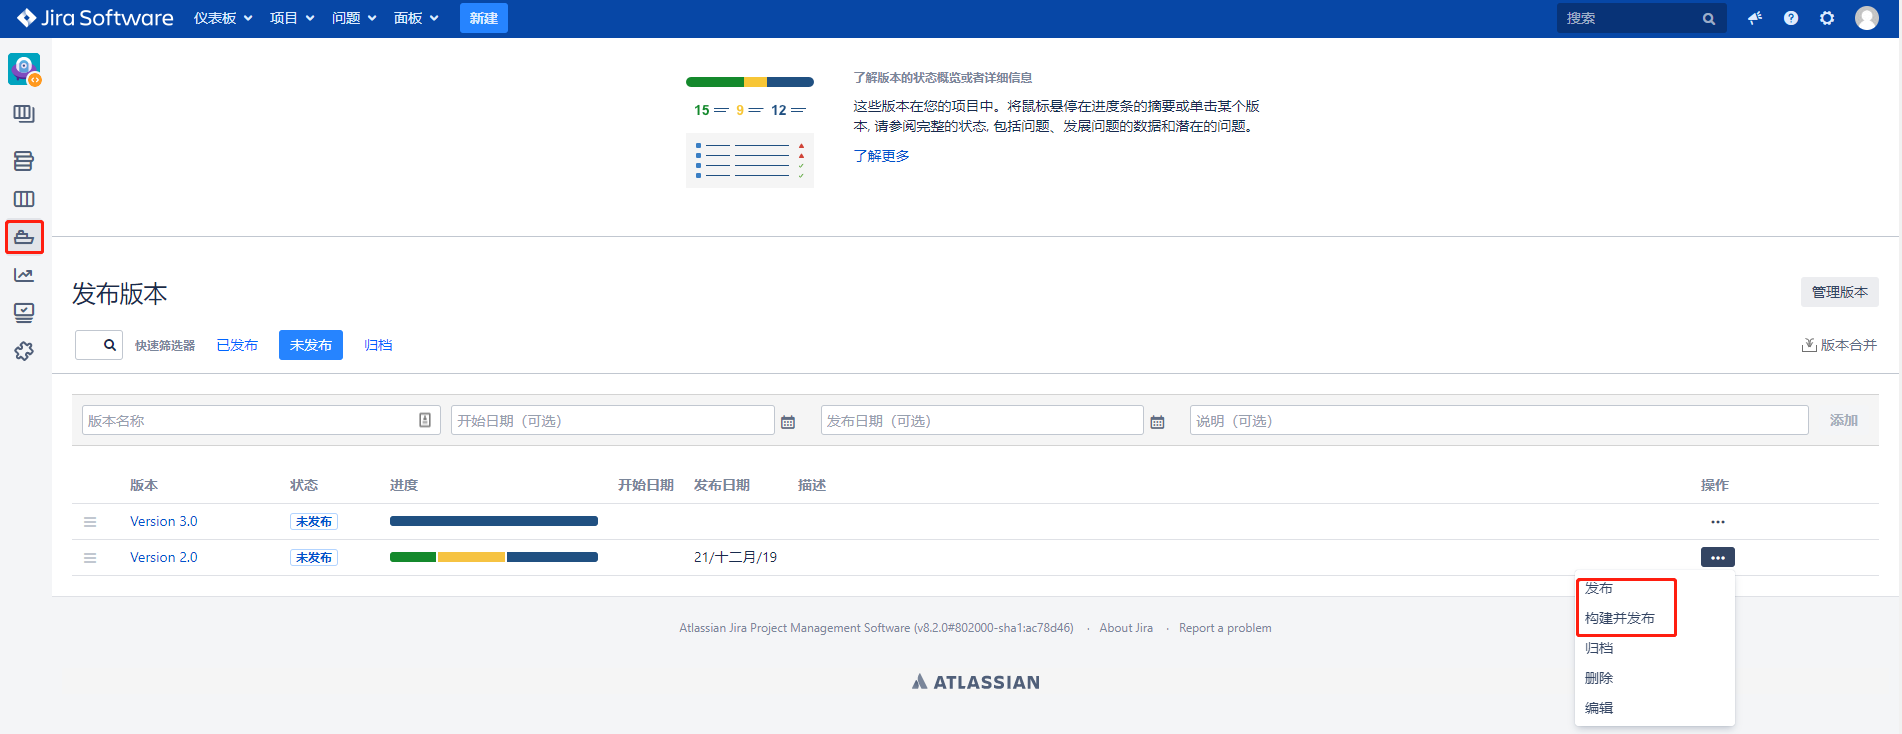 Jira Software 仪表板 项目 问题 面板 新建 搜索
了解版本的状态概览或者详细信息
15 9 12
这些版本在您的项目中。将鼠标悬停在进度条的摘要或单击某个版
本, 请参阅完整的状态, 包括问题、发展问题的数据和潜在的问题。
了解更多
发布版本 管理版本
快速筛选器 已发布 未发布 归档 版本合并
版本名称 开始日期（可选） 发布日期（可选） 说明（可选） 添加
版本 状态 进度 开始日期 发布日期 描述 操作
Version 3.0 未发布
Version 2.0 未发布 21/十二月/19
发布
构建并发布
归档
删除
编辑
Atlassian Jira Project Management Software (v8.2.0#802000-sha1:ac78d46) · About Jira · Report a problem
ATLASSIAN